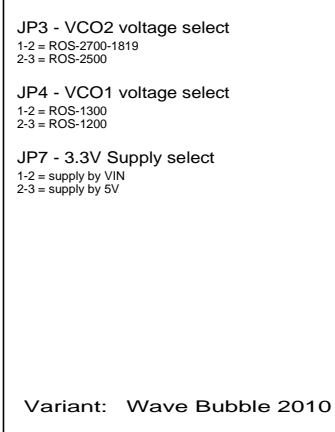 JP3 - VCO2 voltage select
1-2 = ROS-2700-1819
2-3 = ROS-2500
JP4 - VCO1 voltage select
1-2 = ROS-1300
2-3 = ROS-1200
JP7 - 3.3V Supply select
1-2 = supply by VIN
2-3 = supply by 5V
Variant: Wave Bubble 2010